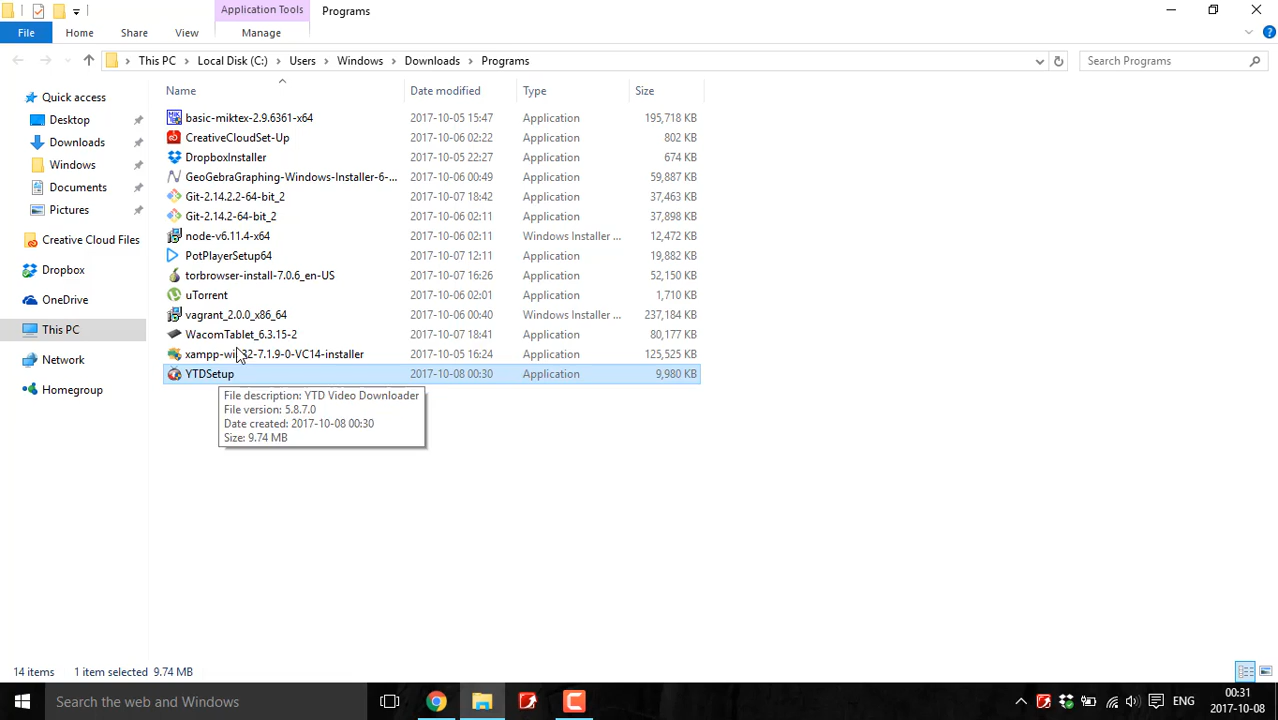 Application Tools Programs
File Home Share View Manage
This PC Local Disk (C:) Users Windows Downloads Programs Search Programs
Quick access
Desktop
Downloads
Windows
Documents
Pictures
Creative Cloud Files
Dropbox
OneDrive
This PC
Network
Homegroup
Name Date modified Type Size
basic-miktex-2.9.6361-x64 2017-10-05 15:47 Application 195,718 KB
CreativeCloudSet-Up 2017-10-06 02:22 Application 802 KB
DropboxInstaller 2017-10-05 22:27 Application 674 KB
GeoGebraGraphing-Windows-Installer-6-... 2017-10-06 00:49 Application 59,887 KB
Git-2.14.2.2-64-bit_2 2017-10-07 18:42 Application 37,463 KB
Git-2.14.2-64-bit_2 2017-10-06 02:11 Application 37,898 KB
node-v6.11.4-x64 2017-10-06 02:11 Windows Installer ... 12,472 KB
PotPlayerSetup64 2017-10-07 12:11 Application 19,882 KB
torbrowser-install-7.0.6_en-US 2017-10-07 16:26 Application 52,150 KB
uTorrent 2017-10-06 02:01 Application 1,710 KB
vagrant_2.0.0_x86_64 2017-10-06 00:40 Windows Installer ... 237,184 KB
WacomTablet_6.3.15-2 2017-10-07 18:41 Application 80,177 KB
xampp-win32-7.1.9-0-VC14-installer 2017-10-05 16:24 Application 125,525 KB
YTDSetup 2017-10-08 00:30 Application 9,980 KB
File description: YTD Video Downloader
File version: 5.8.7.0
Date created: 2017-10-08 00:30
Size: 9.74 MB
14 items 1 item selected 9.74 MB
Search the web and Windows
ENG
00:31
2017-10-08